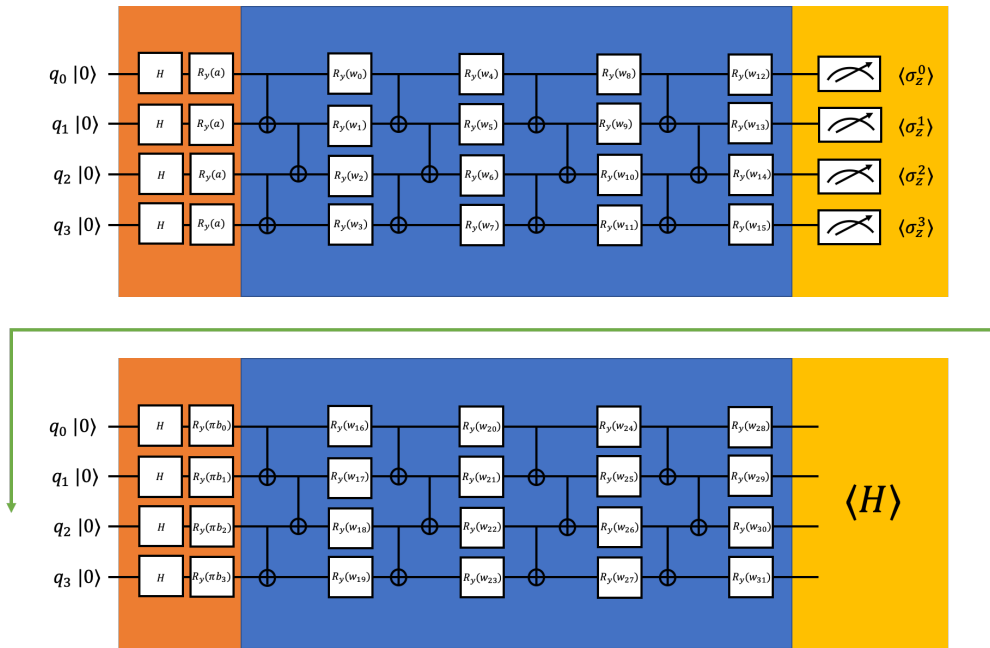 q₀ |0⟩ H R_y(a) R_y(w₀) R_y(w₄) R_y(w₈) R_y(w₁₂) ⟨σ_z^0⟩
q₁ |0⟩ H R_y(a) R_y(w₁) R_y(w₅) R_y(w₉) R_y(w₁₃) ⟨σ_z^1⟩
q₂ |0⟩ H R_y(a) R_y(w₂) R_y(w₆) R_y(w₁₀) R_y(w₁₄) ⟨σ_z^2⟩
q₃ |0⟩ H R_y(a) R_y(w₃) R_y(w₇) R_y(w₁₁) R_y(w₁₅) ⟨σ_z^3⟩
q₀ |0⟩ H R_y(πb₀) R_y(w₁₆) R_y(w₂₀) R_y(w₂₄) R_y(w₂₈)
q₁ |0⟩ H R_y(πb₁) R_y(w₁₇) R_y(w₂₁) R_y(w₂₅) R_y(w₂₉)
⟨H⟩
q₂ |0⟩ H R_y(πb₂) R_y(w₁₈) R_y(w₂₂) R_y(w₂₆) R_y(w₃₀)
q₃ |0⟩ H R_y(πb₃) R_y(w₁₉) R_y(w₂₃) R_y(w₂₇) R_y(w₃₁)